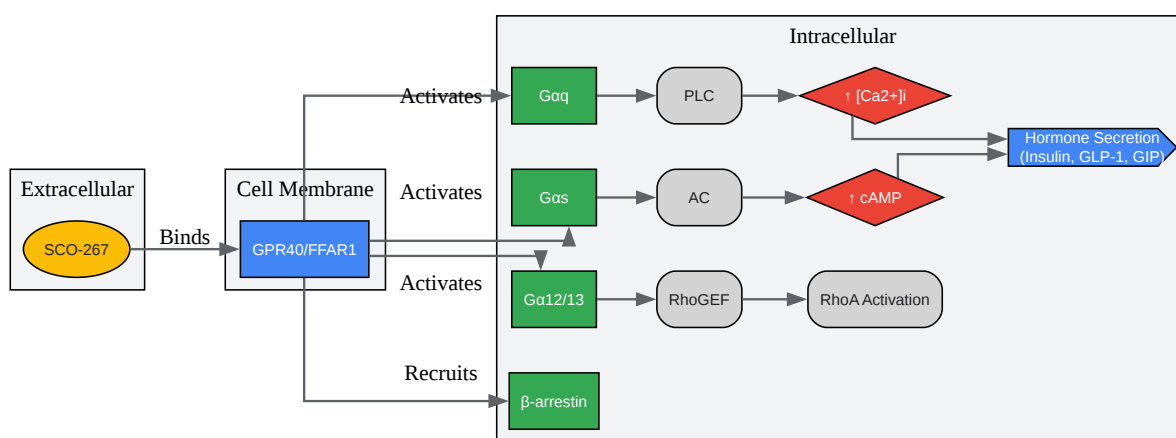 Intracellular
Activates
Gαq
PLC
↑ [Ca2+]i
Hormone Secretion
(Insulin, GLP-1, GIP)
Extracellular
Cell Membrane
Activates
Gαs
AC
↑ cAMP
SCO-267
Binds
GPR40/FFAR1
Activates
Gα12/13
RhoGEF
RhoA Activation
Recruits
β-arrestin